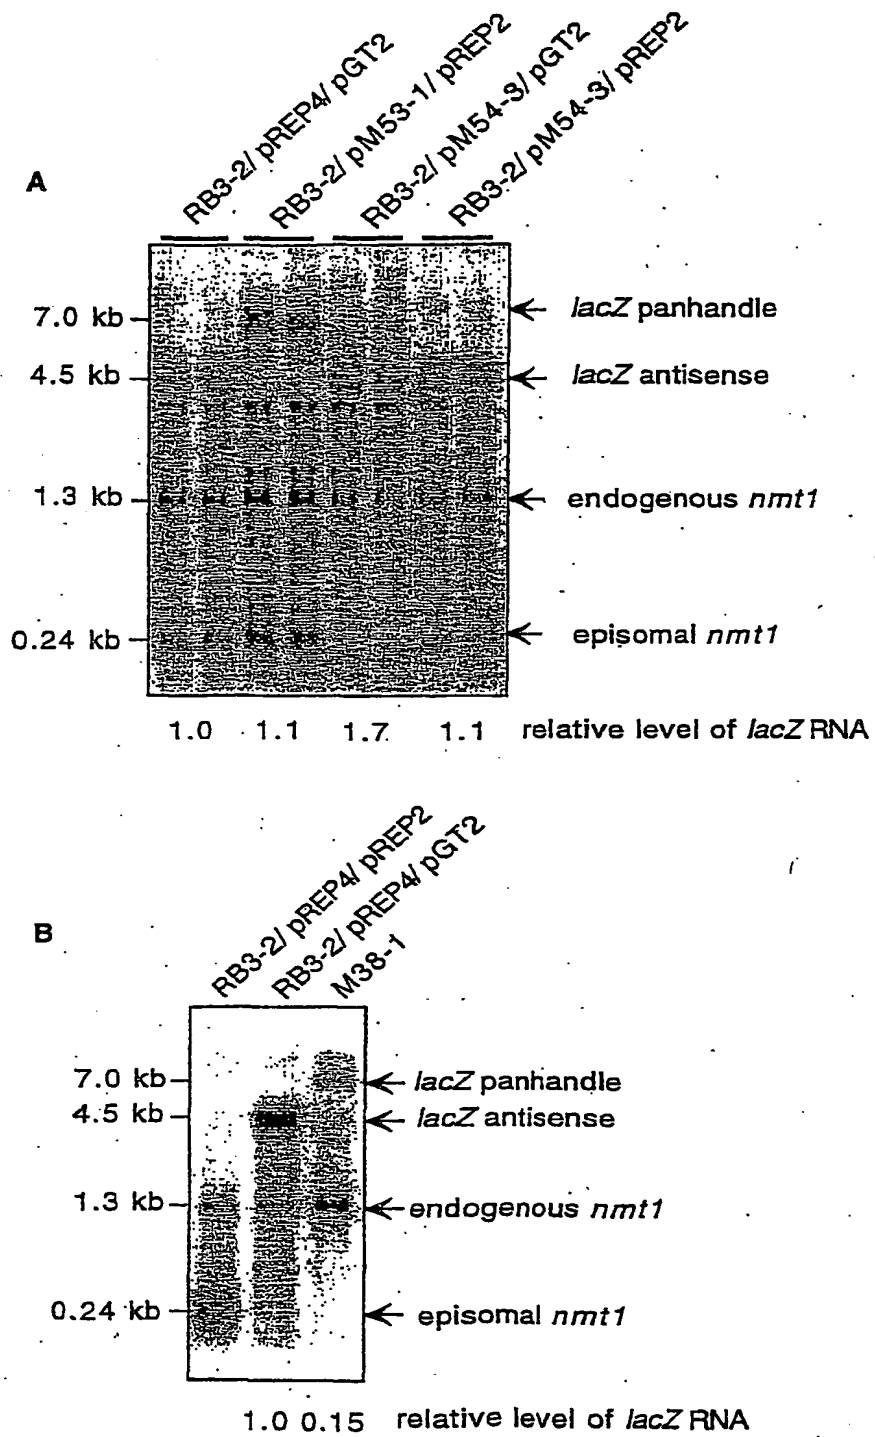 A
RB3-2/ pREP4/ pGT2
RB3-2/ pM53-1/ pREP2
RB3-2/ pM54-3/ pGT2
RB3-2/ pM54-3/ pREP2
7.0 kb
lacZ panhandle
4.5 kb
lacZ antisense
1.3 kb
endogenous nmt1
0.24 kb
episomal nmt1
1.0 1.1 1.7 1.1 relative level of lacZ RNA
B
RB3-2/ pREP4/ pREP2
RB3-2/ pREP4/ pGT2
M38-1
7.0 kb
lacZ panhandle
4.5 kb
lacZ antisense
1.3 kb
endogenous nmt1
0.24 kb
episomal nmt1
1.0 0.15 relative level of lacZ RNA